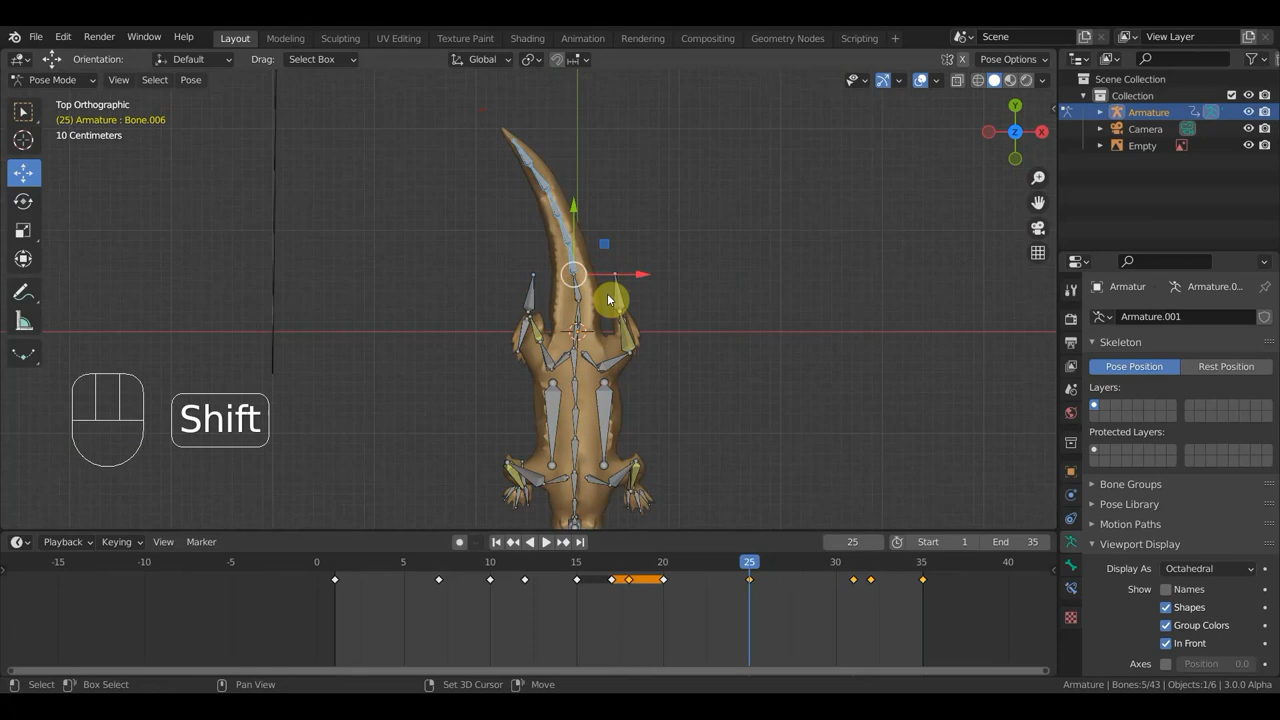 File Edit Render Window Help Layout Modeling Sculpting UV Editing Texture Paint Shading Animation Rendering Compositing Geometry Nodes Scripting + Scene View Layer
Orientation: Default Drag: Select Box Global X Pose Options
Pose Mode View Select Pose
Top Orthographic
(25) Armature : Bone.006
10 Centimeters
Y
Z
X
Shift
Scene Collection
Collection
Armature
Camera
Empty
Armatur Armature.0...
Armature.001
Skeleton
Pose Position Rest Position
Layers:
Protected Layers:
Bone Groups
Pose Library
Motion Paths
Viewport Display
Display As Octahedral
Show Names
Shapes
Group Colors
In Front
Axes Position 0.0
Playback Keying View Marker 25 Start 1 End 35
-15 -10 -5 0 5 10 15 20 25 30 35 40
Select Box Select Pan View Set 3D Cursor Move Armature | Bones:5/43 | Objects:1/6 | 3.0.0 Alpha